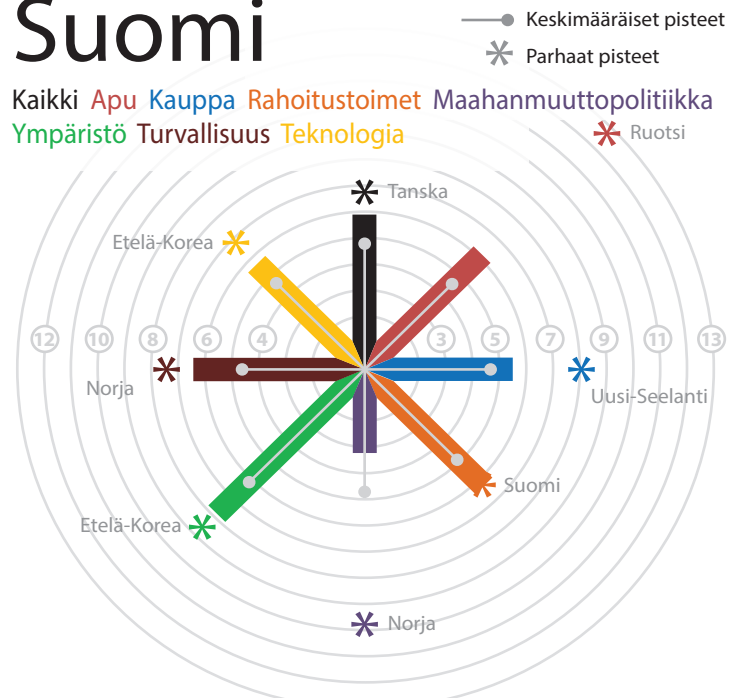 Suomi
Keskimääräiset pisteet
Parhaat pisteet
Kaikki Apu Kauppa Rahoitustoimet Maahanmuuttopolitiikka
Ympäristö Turvallisuus Teknologia
Ruotsi
Tanska
Etelä-Korea
12 10 8 6 4 3 5 7 9 11 13
Norja
Uusi-Seelanti
Suomi
Etelä-Korea
Norja